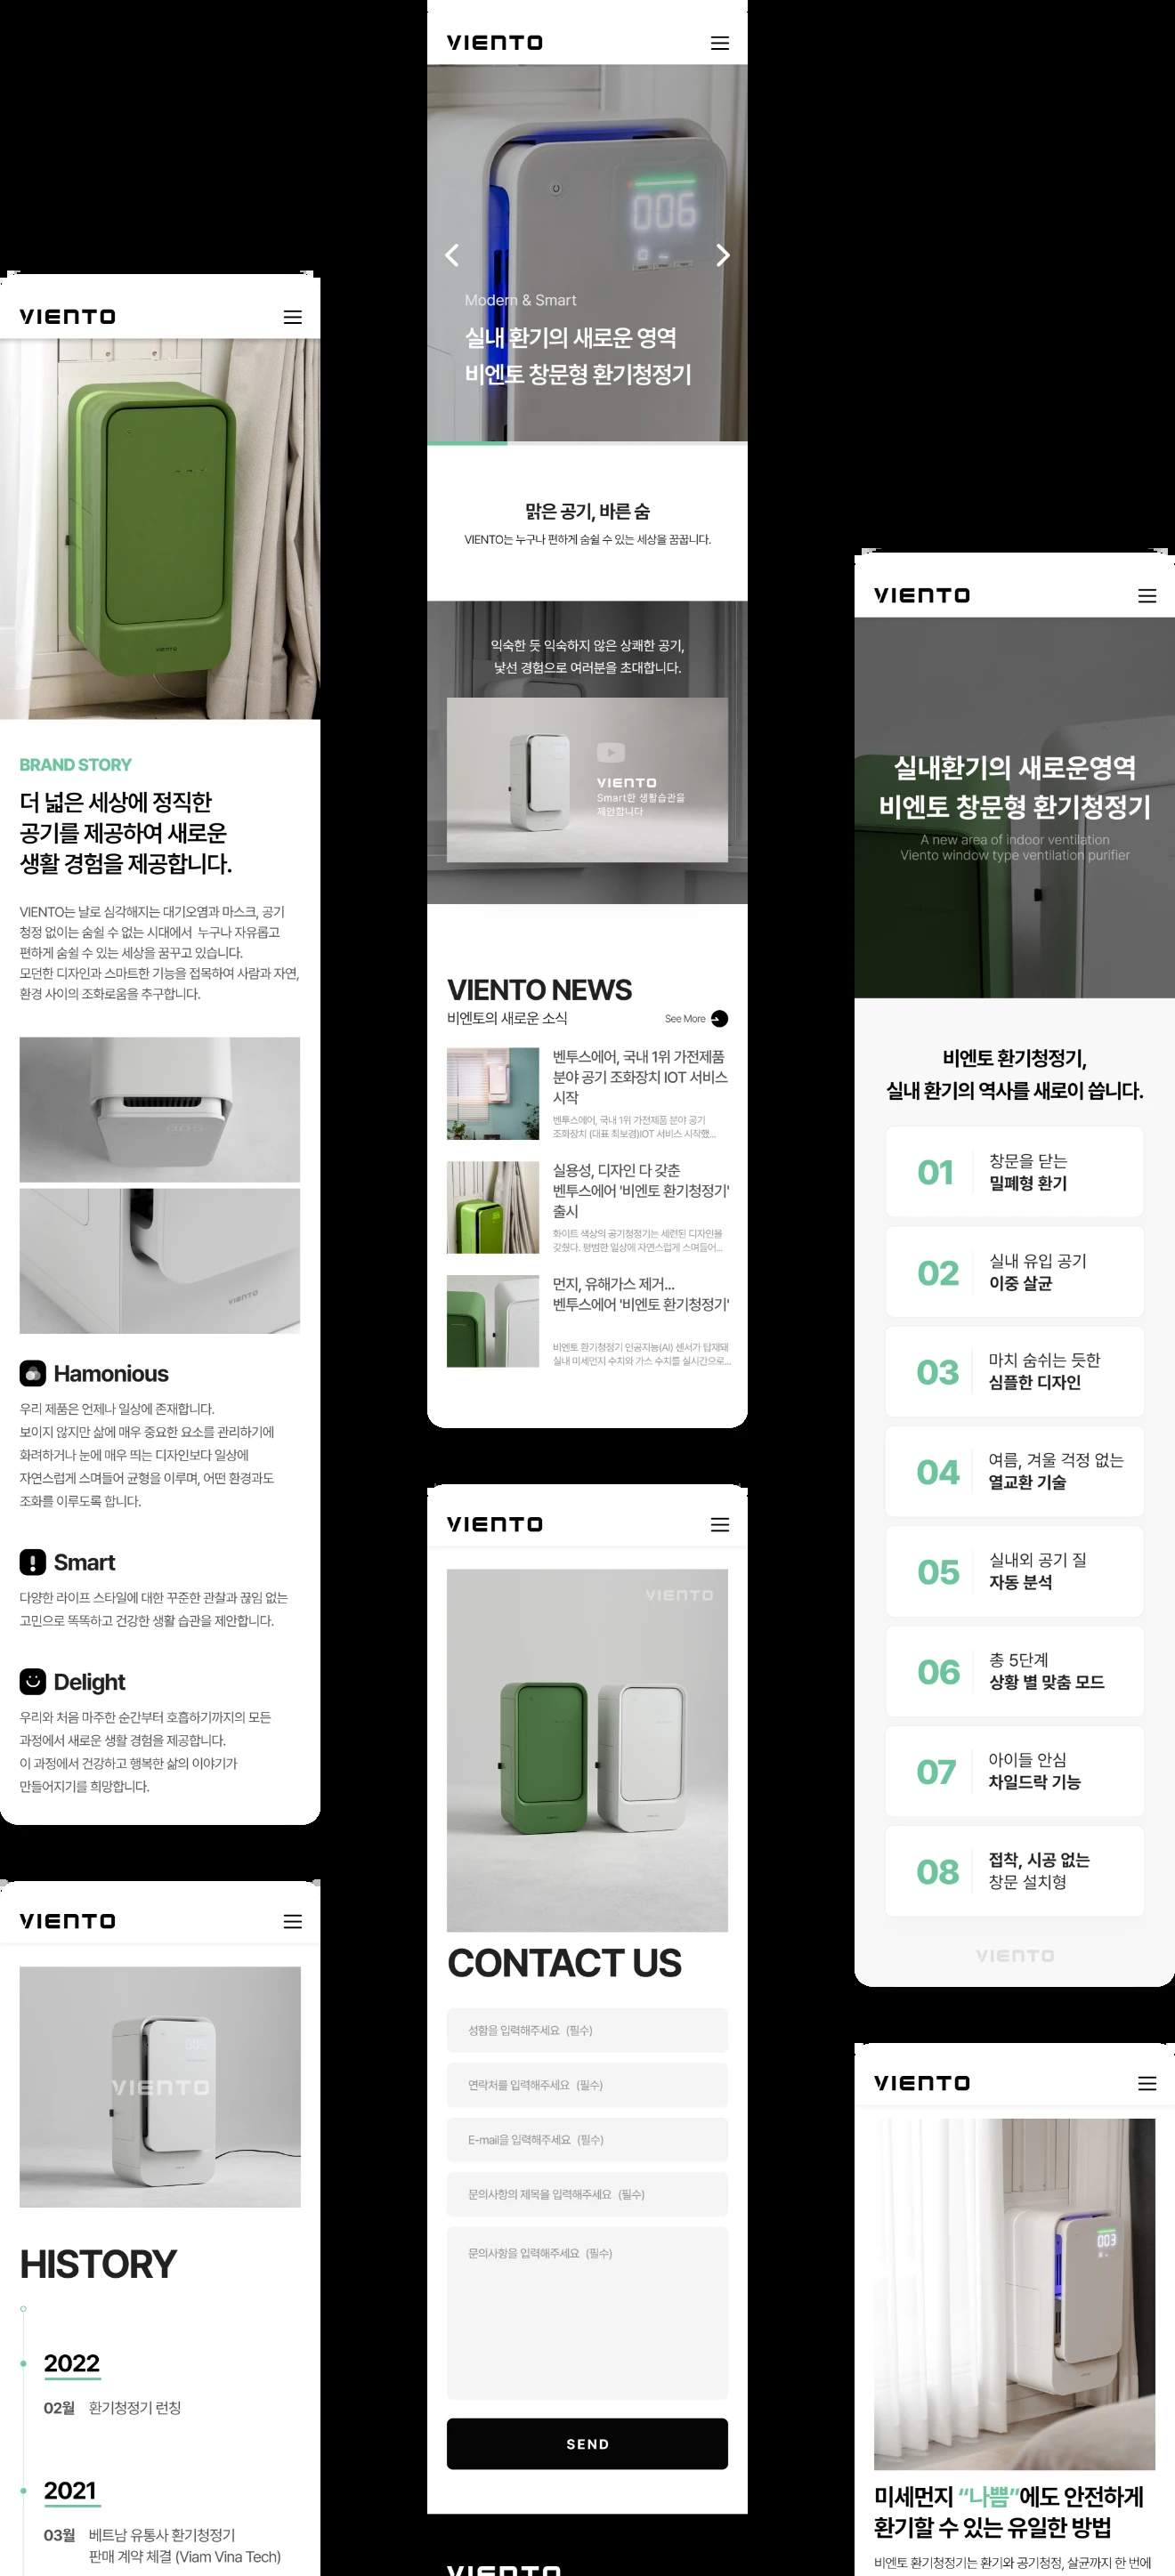 VIENTO
BRAND STORY
더 넓은 세상에 정직한
공기를 제공하여 새로운
생활 경험을 제공합니다.
VIENTO는 날로 심각해지는 대기오염과 마스크, 공기
청정 없이는 숨쉴 수 없는 시대에서 누구나 자유롭고
편하게 숨쉴 수 있는 세상을 꿈꾸고 있습니다.
모던한 디자인과 스마트한 기능을 접목하여 사람과 자연,
환경 사이의 조화로움을 추구합니다.
VIENTO
Hamonious
우리 제품은 언제나 일상에 존재합니다.
보이지 않지만 삶에 매우 중요한 요소를 관리하기에
화려하거나 눈에 매우 띄는 디자인보다 일상에
자연스럽게 스며들어 균형을 이루며, 어떤 환경과도
조화를 이루도록 합니다.
Smart
다양한 라이프 스타일에 대한 꾸준한 관찰과 끊임 없는
고민으로 똑똑하고 건강한 생활 습관을 제안합니다.
Delight
우리와 처음 마주한 순간부터 호흡하기까지의 모든
과정에서 새로운 생활 경험을 제공합니다.
이 과정에서 건강하고 행복한 삶의 이야기가
만들어지기를 희망합니다.
VIENTO
VIENTO
HISTORY
2022
02월 환기청정기 런칭
2021
03월 베트남 유통사 환기청정기
판매 계약 체결 (Viam Vina Tech)
VIENTO
006
Modern & Smart
실내 환기의 새로운 영역
비엔토 창문형 환기청정기
맑은 공기, 바른 숨
VIENTO는 누구나 편하게 숨쉴 수 있는 세상을 꿈꿉니다.
익숙한 듯 익숙하지 않은 상쾌한 공기,
낯선 경험으로 여러분을 초대합니다.
VIENTO
Smart한 생활습관을
제안합니다
VIENTO NEWS
비엔토의 새로운 소식
See More
벤투스에어, 국내 1위 가전제품
분야 공기 조화장치 IOT 서비스
시작
벤투스에어, 국내 1위 가전제품 분야 공기
조화장치 (대표 최보경)IOT 서비스 시작했...
실용성, 디자인 다 갖춘
벤투스에어 '비엔토 환기청정기'
출시
화이트 색상의 공기청정기는 세련된 디자인을
갖췄다. 평범한 일상에 자연스럽게 스며들어...
먼지, 유해가스 제거...
벤투스에어 '비엔토 환기청정기'
비엔토 환기청정기 인공지능(AI) 센서가 탑재돼
실내 미세먼지 수치와 가스 수치를 실시간으로...
VIENTO
VIENTO
CONTACT US
성함을 입력해주세요 (필수)
연락처를 입력해주세요 (필수)
E-mail을 입력해주세요 (필수)
문의사항의 제목을 입력해주세요 (필수)
문의사항을 입력해주세요 (필수)
SEND
VIENTO
VIENTO
실내환기의 새로운영역
비엔토 창문형 환기청정기
A new area of indoor ventilation
Viento window type ventilation purifier
비엔토 환기청정기,
실내 환기의 역사를 새로이 씁니다.
01 창문을 닫는
밀폐형 환기
02 실내 유입 공기
이중 살균
03 마치 숨쉬는 듯한
심플한 디자인
04 여름, 겨울 걱정 없는
열교환 기술
05 실내외 공기 질
자동 분석
06 총 5단계
상황 별 맞춤 모드
07 아이들 안심
차일드락 기능
08 접착, 시공 없는
창문 설치형
VIENTO
VIENTO
003
미세먼지 “나쁨”에도 안전하게
환기할 수 있는 유일한 방법
비엔토 환기청정기는 환기와 공기청정, 살균까지 한 번에